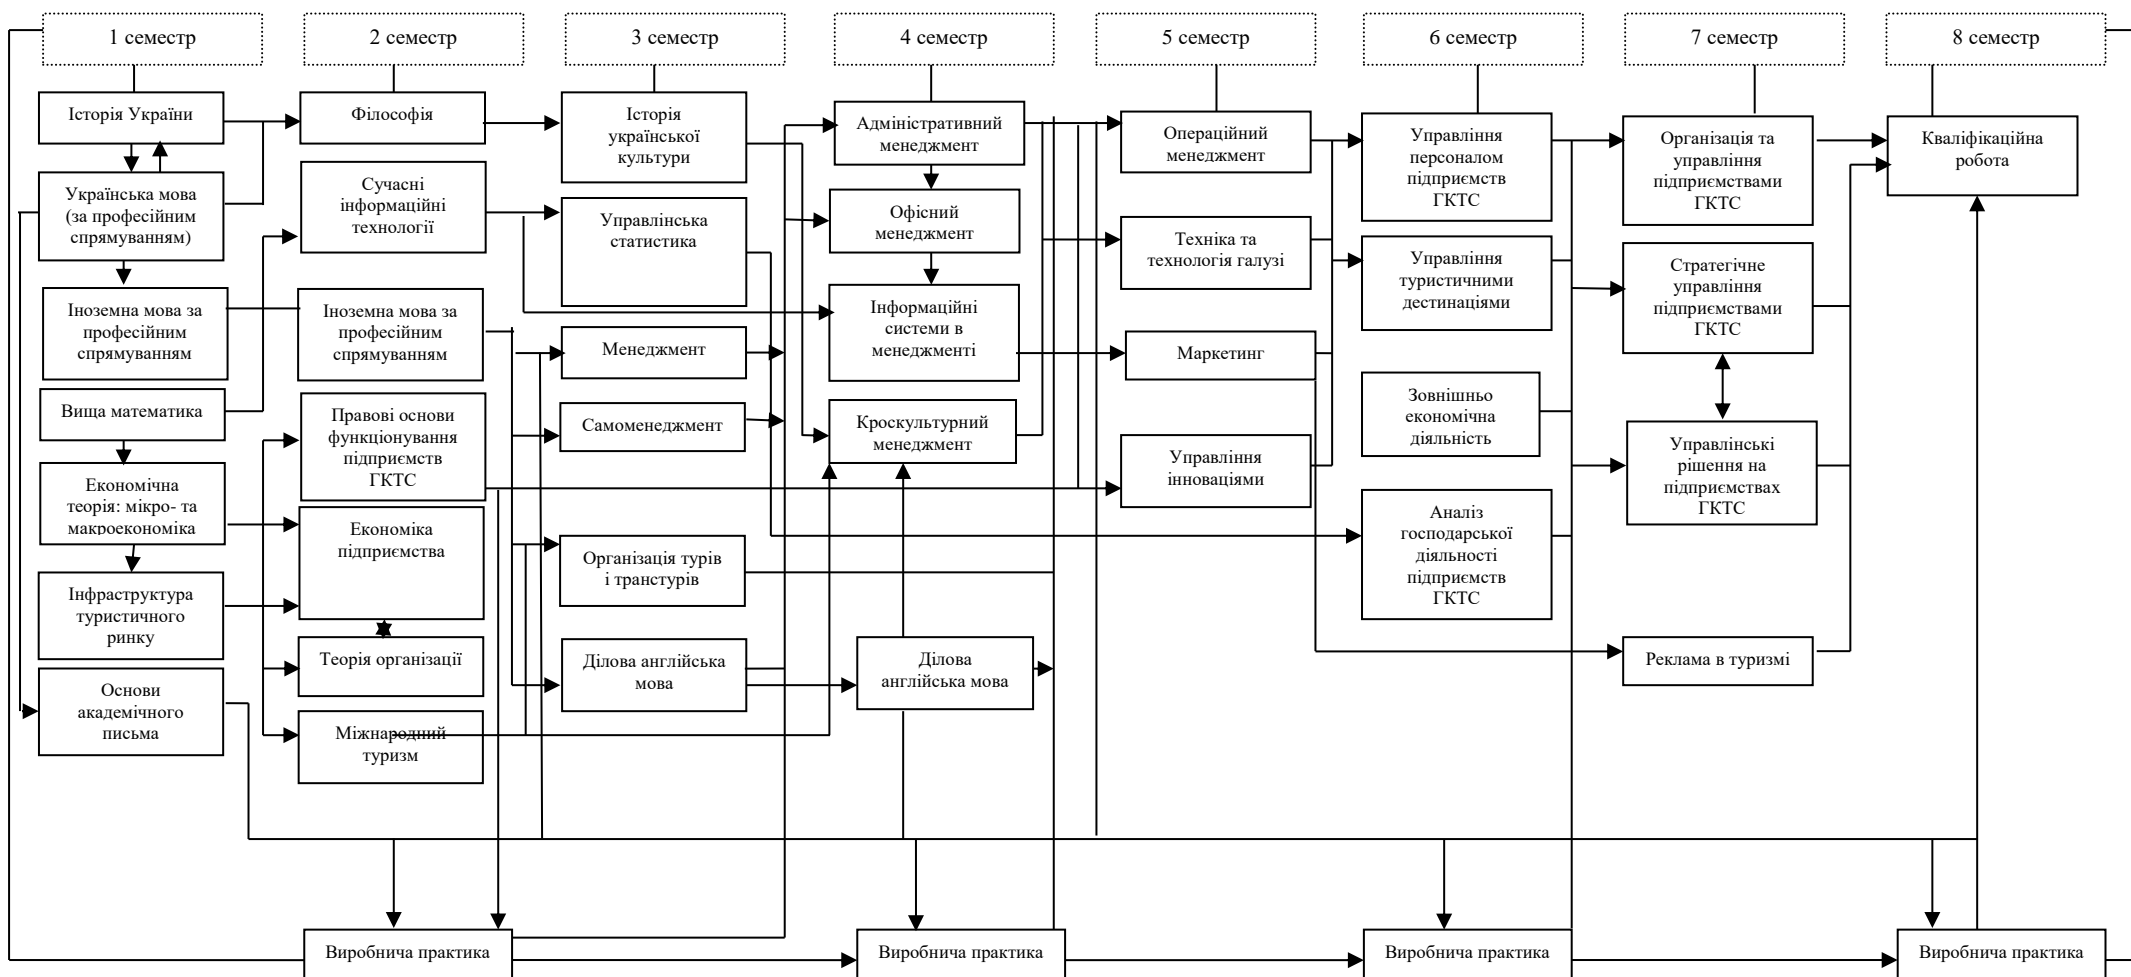 1 семестр
2 семестр
3 семестр
4 семестр
5 семестр
6 семестр
7 семестр
8 семестр
Історія України
Українська мова
(за професійним
спрямуванням)
Іноземна мова за
професійним
спрямуванням
Вища математика
Економічна
теорія: мікро- та
макроекономіка
Інфраструктура
туристичного
ринку
Основи
академічного
письма
Філософія
Сучасні
інформаційні
технології
Іноземна мова за
професійним
спрямуванням
Правові основи
функціонування
підприємств
ГКТС
Економіка
підприємства
Теорія організації
Міжнародний
туризм
Виробнича практика
Історія
української
культури
Управлінська
статистика
Менеджмент
Самоменеджмент
Організація турів
і транстурів
Ділова англійська
мова
Адміністративний
менеджмент
Офісний
менеджмент
Інформаційні
системи в
менеджменті
Кроскультурний
менеджмент
Ділова
англійська мова
Виробнича практика
Операційний
менеджмент
Техніка та
технологія галузі
Маркетинг
Управління
інноваціями
Управління
персоналом
підприємств
ГКТС
Управління
туристичними
дестинаціями
Зовнішньо
економічна
діяльність
Аналіз
господарської
діяльності
підприємств
ГКТС
Виробнича практика
Організація та
управління
підприємствами
ГКТС
Стратегічне
управління
підприємствами
ГКТС
Управлінські
рішення на
підприємствах
ГКТС
Реклама в туризмі
Кваліфікаційна
робота
Виробнича практика